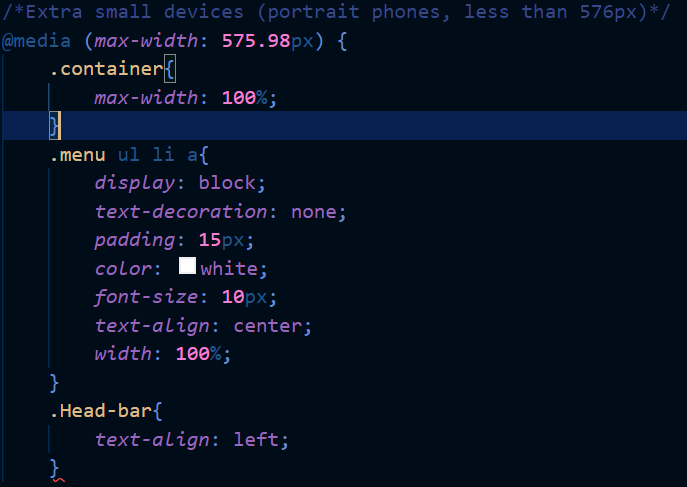 /*Extra small devices (portrait phones, less than 576px)*/
@media (max-width: 575.98px) {
    .container{
        max-width: 100%;
    }
    .menu ul li a{
        display: block;
        text-decoration: none;
        padding: 15px;
        color: white;
        font-size: 10px;
        text-align: center;
        width: 100%;
    }
    .Head-bar{
        text-align: left;
    }